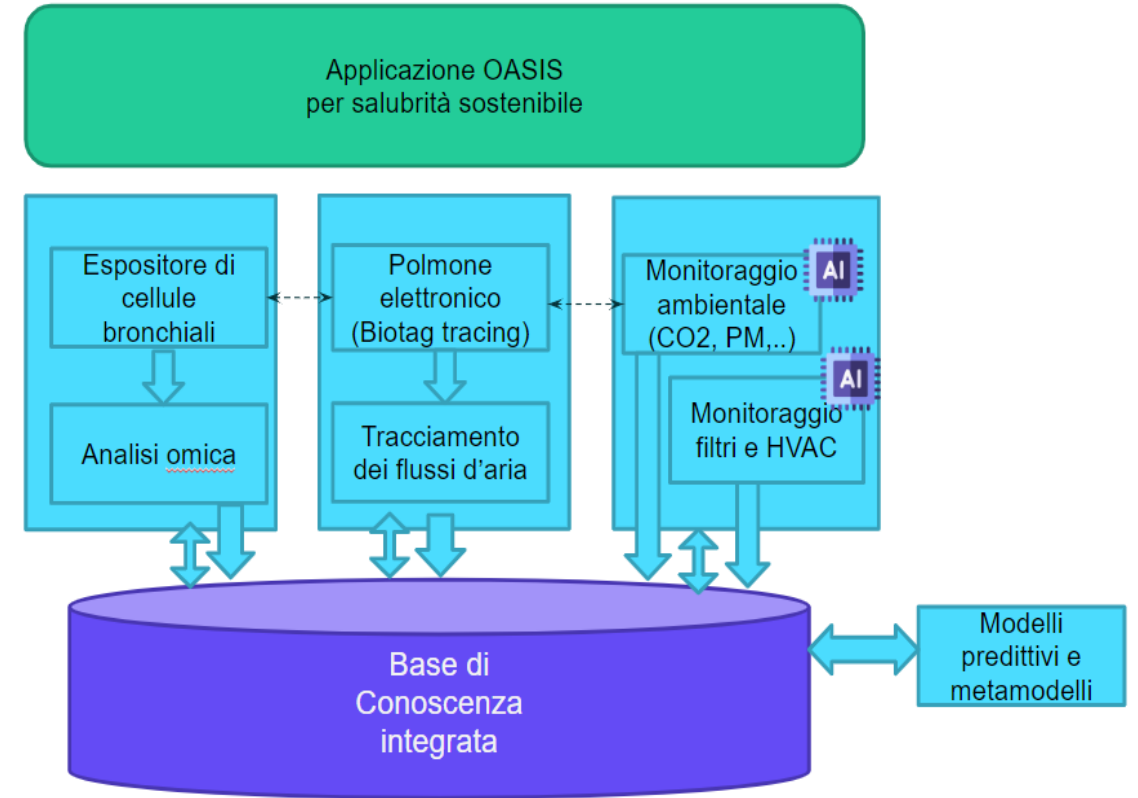 Applicazione OASIS
per salubrità sostenibile
Espositore di
cellule
bronchiali
Analisi omica
Polmone
elettronico
(Biotag tracing)
Tracciamento
dei flussi d’aria
Monitoraggio
ambientale
(CO2, PM,..)
AI
Monitoraggio
filtri e HVAC
AI
Base di
Conoscenza
integrata
Modelli
predittivi e
metamodelli